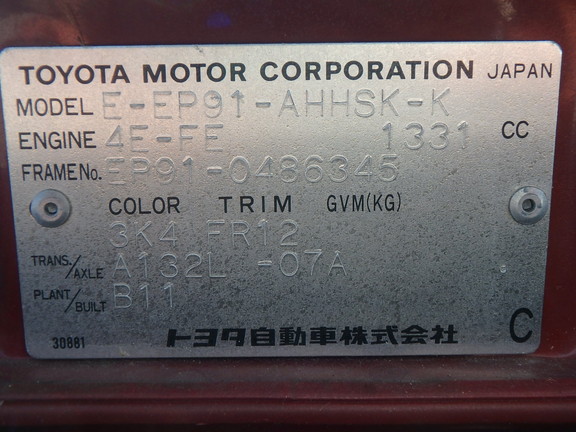 TOYOTA MOTOR CORPORATION JAPAN
MODEL E-EP91-AHHSK-K
ENGINE 4E-FE 1331 CC
FRAME No. EP91-0486345
COLOR TRIM GVM(KG)
3K4 FR12
TRANS./AXLE A132L -07A
PLANT/BUILT B11
30881 トヨタ自動車株式会社 C